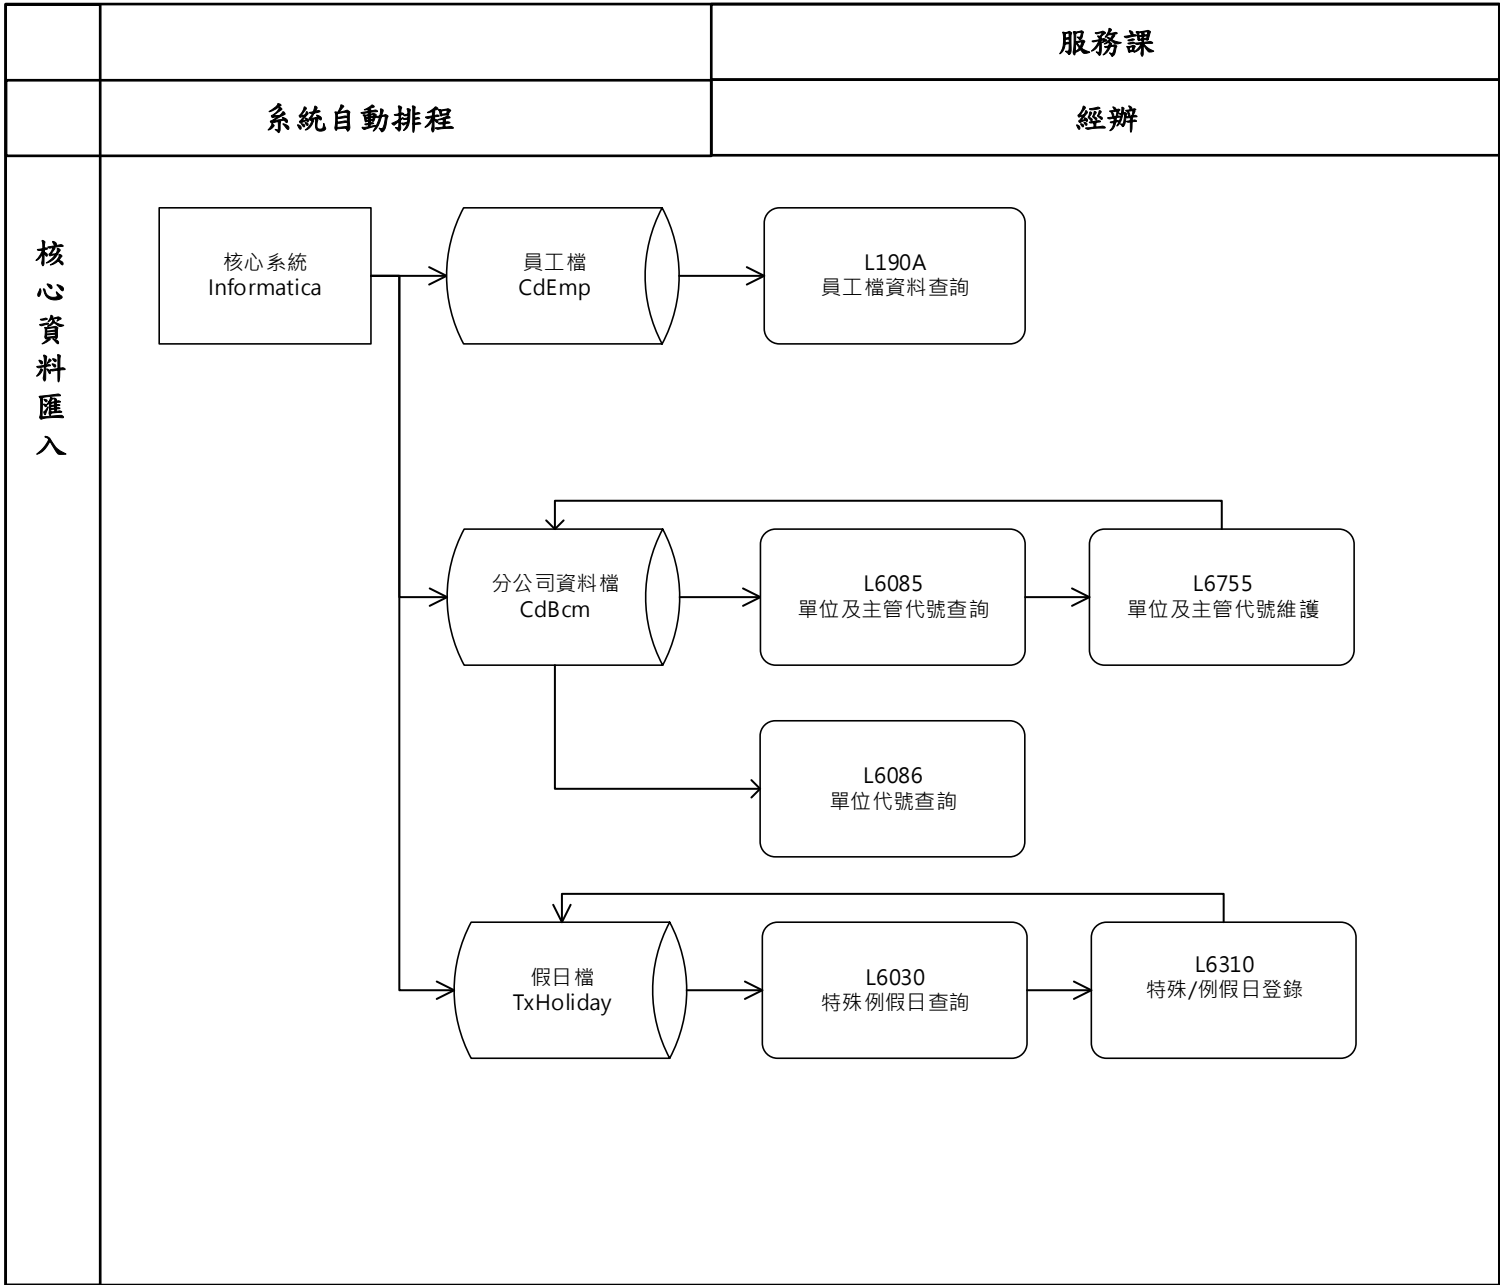 服務課
系統自動排程
經辦
核心資料匯入
核心系統
Informatica
員工檔
CdEmp
L190A
員工檔資料查詢
分公司資料檔
CdBcm
L6085
單位及主管代號查詢
L6755
單位及主管代號維護
L6086
單位代號查詢
假日檔
TxHoliday
L6030
特殊例假日查詢
L6310
特殊/例假日登錄